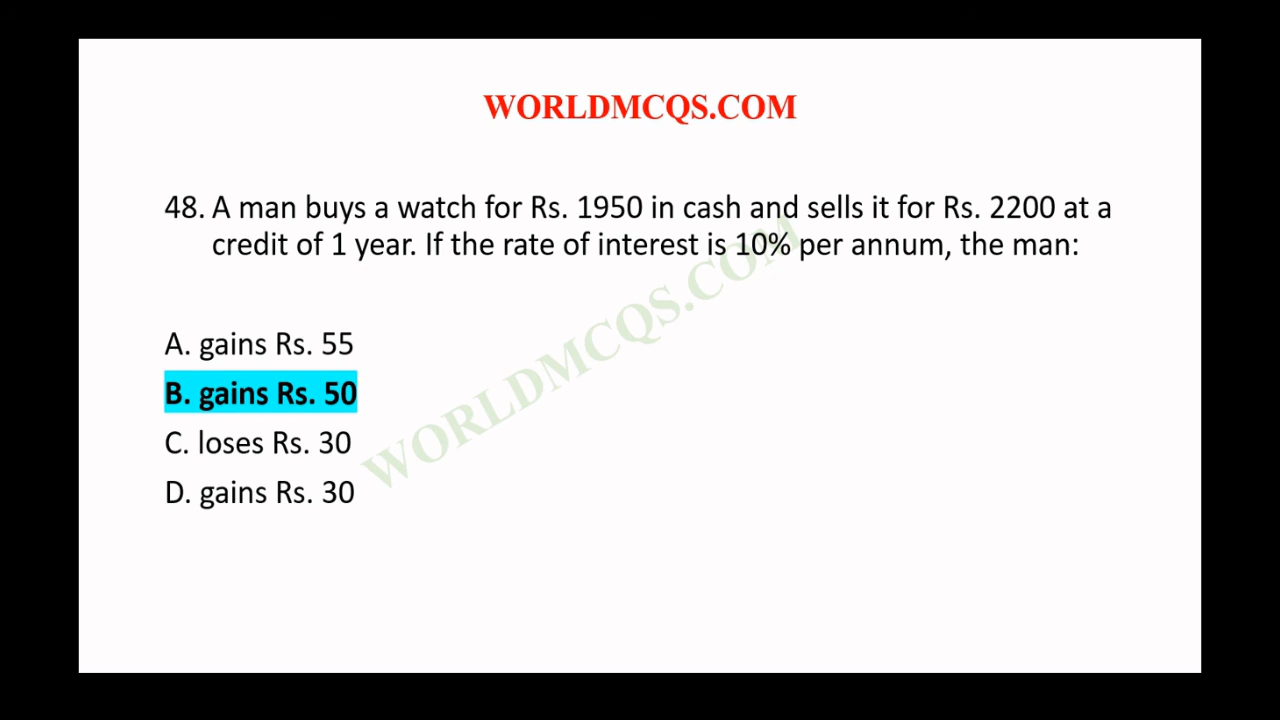 WORLDMCQS.COM
48. A man buys a watch for Rs. 1950 in cash and sells it for Rs. 2200 at a
credit of 1 year. If the rate of interest is 10% per annum, the man:
A. gains Rs. 55
B. gains Rs. 50
C. loses Rs. 30
D. gains Rs. 30
WORLDMCQS.COM